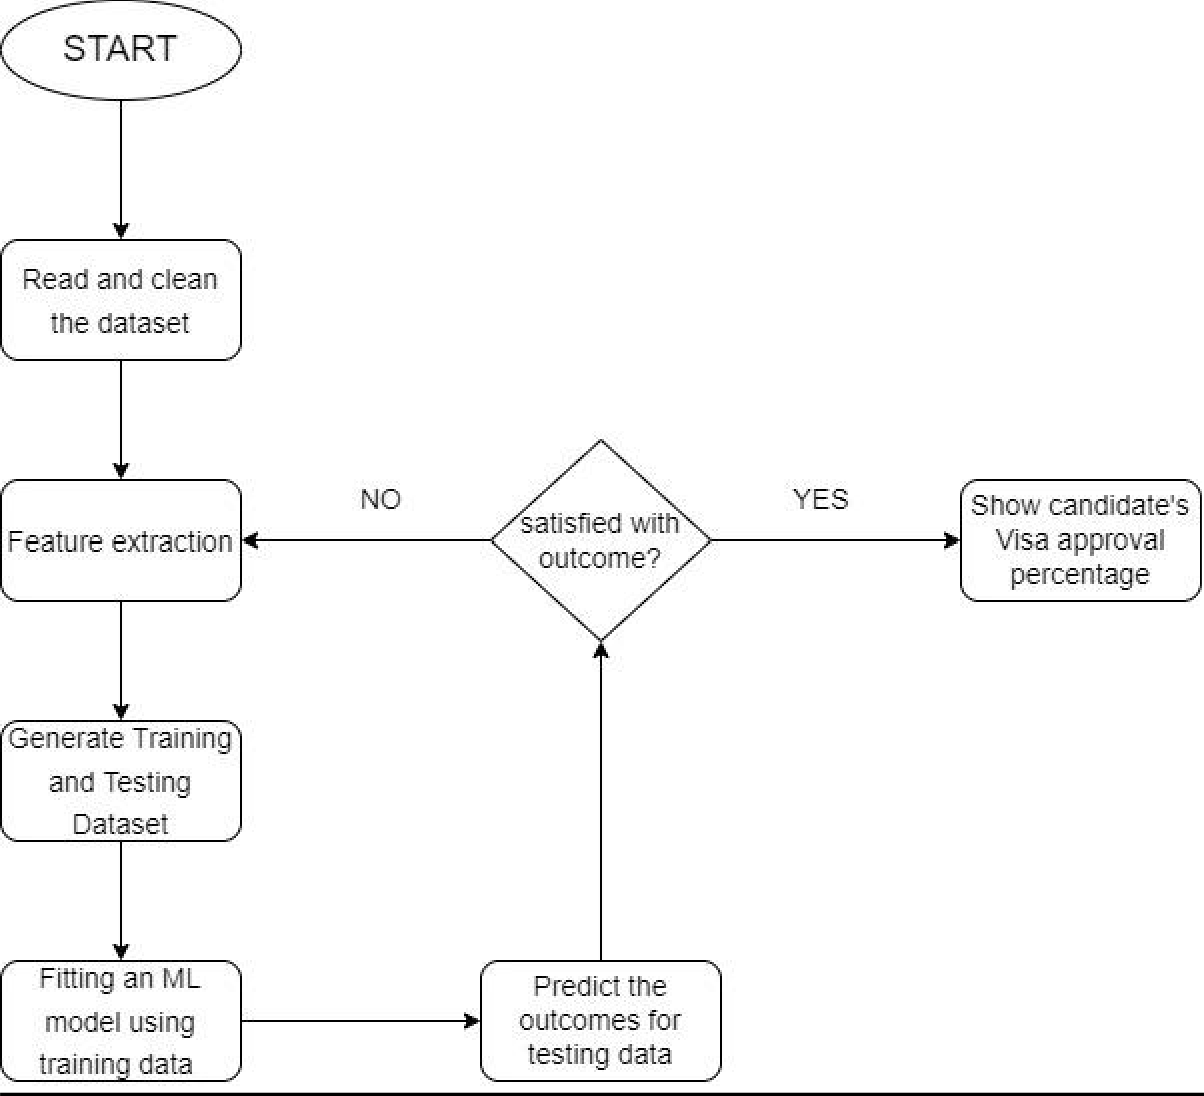 START
Read and clean
the dataset
NO
YES
satisfied with
outcome?
Show candidate's
Visa approval
percentage
Feature extraction
Generate Training
and Testing
Dataset
Fitting an ML
model using
training data
Predict the
outcomes for
testing data